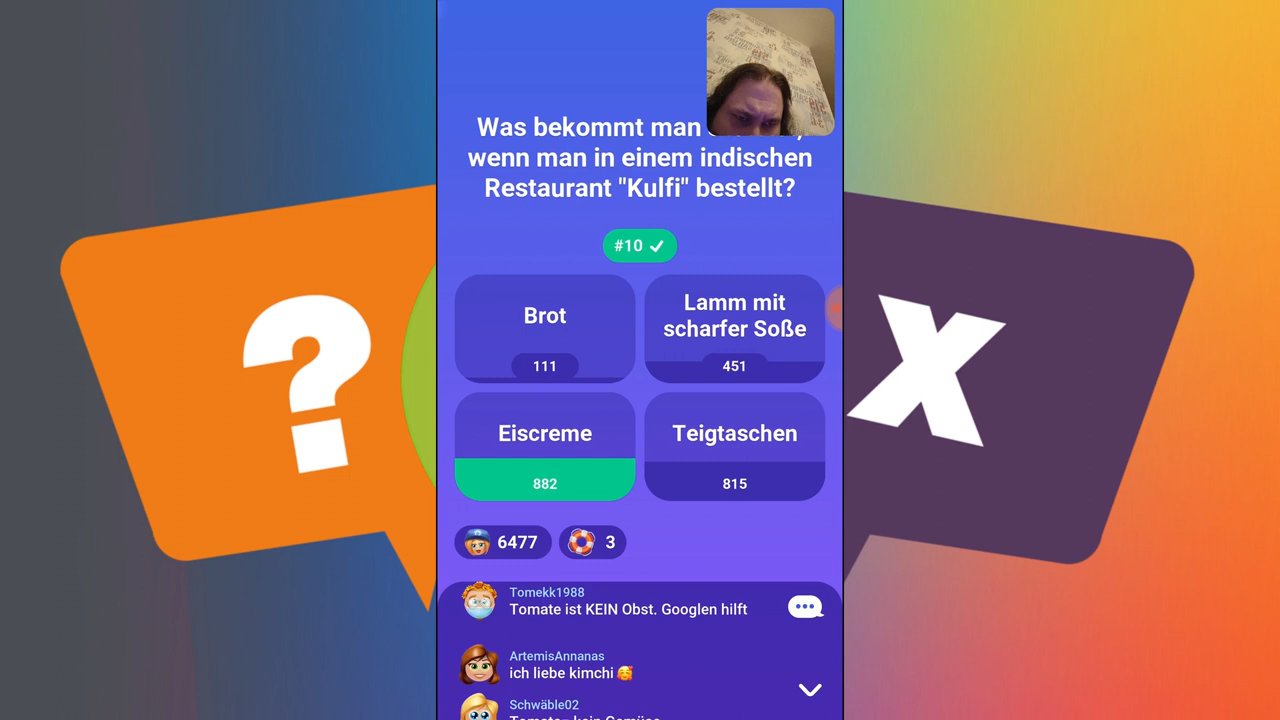 ?
X
Was bekommt man
wenn man in einem indischen
Restaurant "Kulfi" bestellt?
#10
Brot
111
Lamm mit
scharfer Soße
451
Eiscreme
882
Teigtaschen
815
6477
3
Tomekk1988
Tomate ist KEIN Obst. Googlen hilft
ArtemisAnnanas
ich liebe kimchi 🥰
Schwäble02